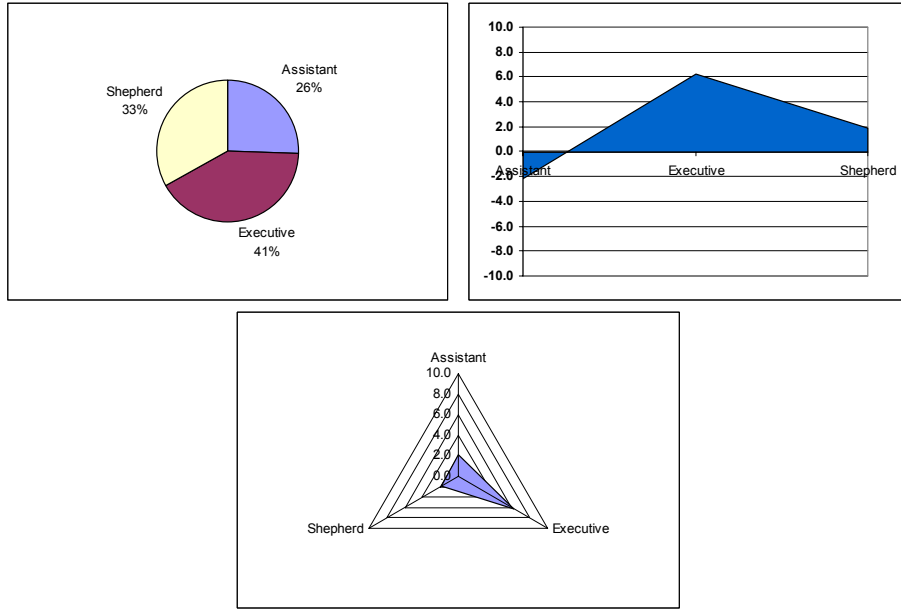 Assistant
26%
Shepherd
33%
Executive
41%
10.0
8.0
6.0
4.0
2.0
0.0
Assistant
Executive
Shepherd
-2.0
-4.0
-6.0
-8.0
-10.0
Assistant
10.0
8.0
6.0
4.0
2.0
0.0
Shepherd
Executive